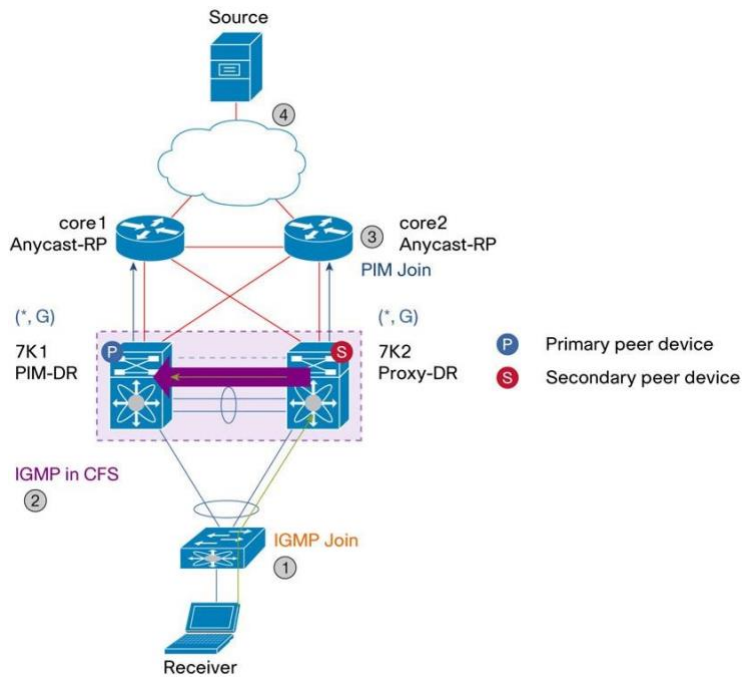 Source
4
core1
Anycast-RP
3
core2
Anycast-RP
PIM Join
(*, G)
(*, G)
P
S
7K1
PIM-DR
7K2
Proxy-DR
P Primary peer device
S Secondary peer device
IGMP in CFS
2
IGMP Join
1
Receiver